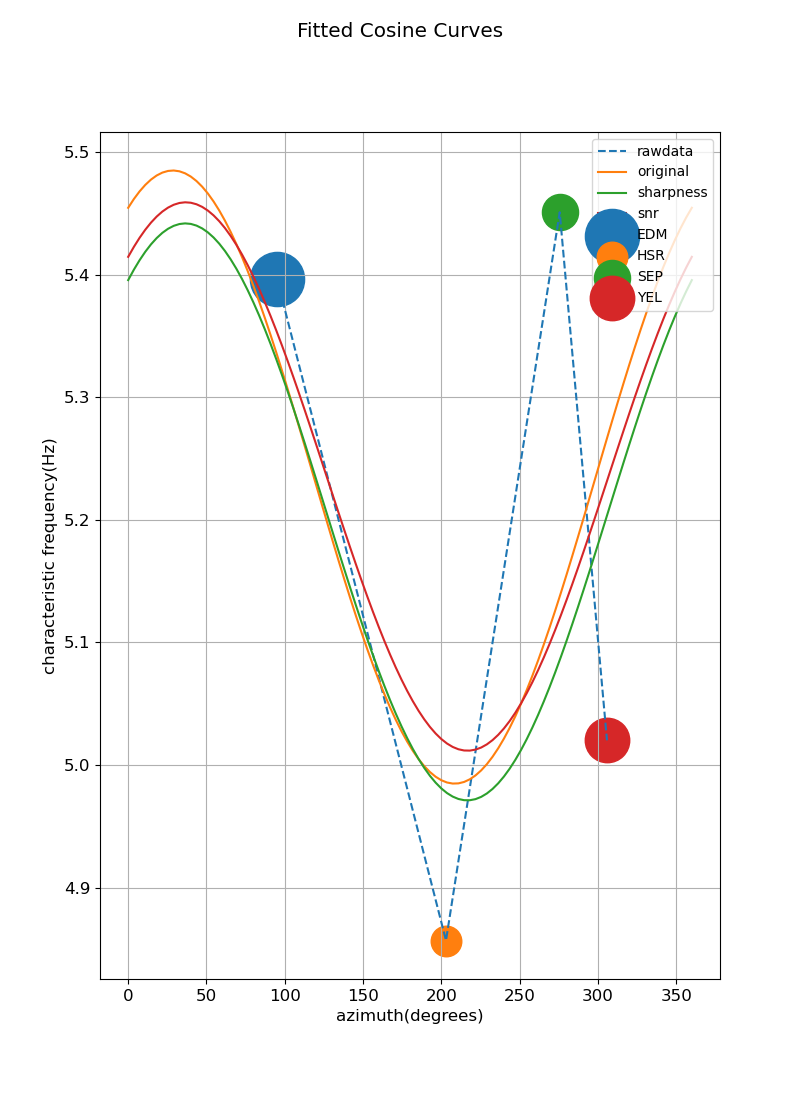 Fitted Cosine Curves
5.5
5.4
5.3
5.2
5.1
5.0
4.9
characteristic frequency(Hz)
rawdata
original
sharpness
snr
EDM
HSR
SEP
YEL
0 50 100 150 200 250 300 350
azimuth(degrees)